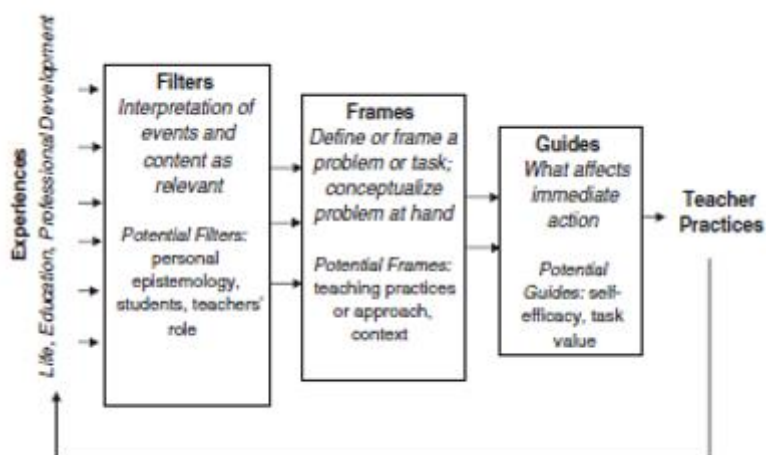 Experiences
Life, Education, Professional Development
Filters
Interpretation of
events and
content as
relevant
Potential Filters:
personal
epistemology,
students, teachers'
role
Frames
Define or frame a
problem or task;
conceptualize
problem at hand
Potential Frames:
teaching practices
or approach,
context
Guides
What affects
immediate
action
Potential
Guides: self-
efficacy, task
value
Teacher
Practices